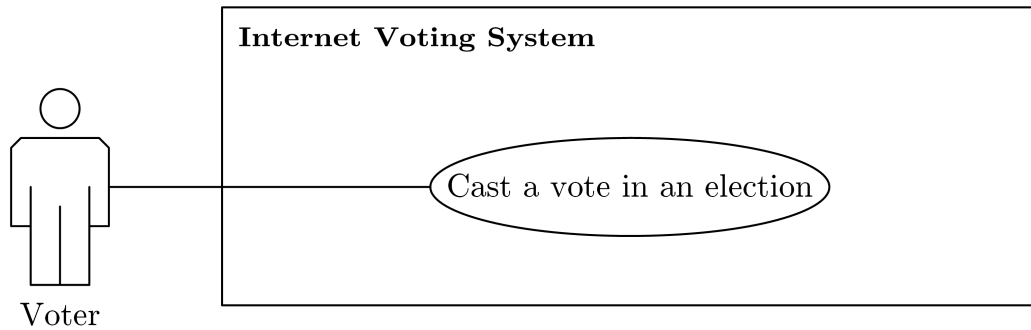 Internet Voting System
Cast a vote in an election
Voter